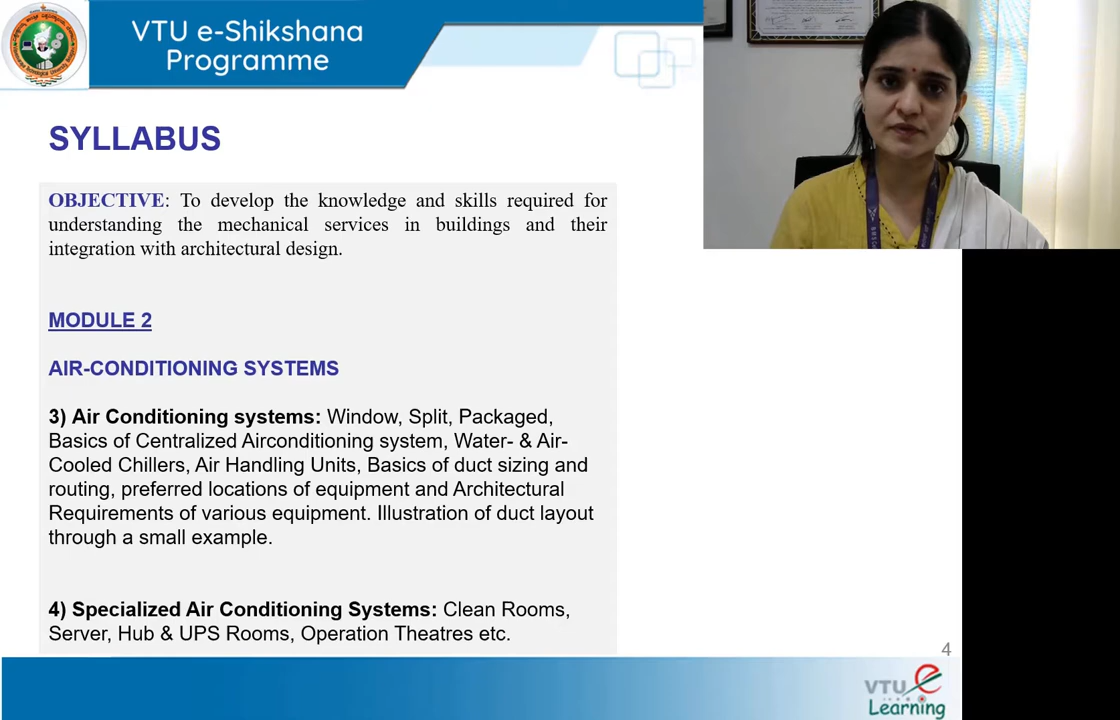 VTU e-Shikshana
Programme
SYLLABUS
OBJECTIVE: To develop the knowledge and skills required for
understanding the mechanical services in buildings and their
integration with architectural design.
MODULE 2
AIR-CONDITIONING SYSTEMS
3) Air Conditioning systems: Window, Split, Packaged,
Basics of Centralized Airconditioning system, Water- & Air-
Cooled Chillers, Air Handling Units, Basics of duct sizing and
routing, preferred locations of equipment and Architectural
Requirements of various equipment. Illustration of duct layout
through a small example.
4) Specialized Air Conditioning Systems: Clean Rooms,
Server, Hub & UPS Rooms, Operation Theatres etc.
4
VTU e
Learning